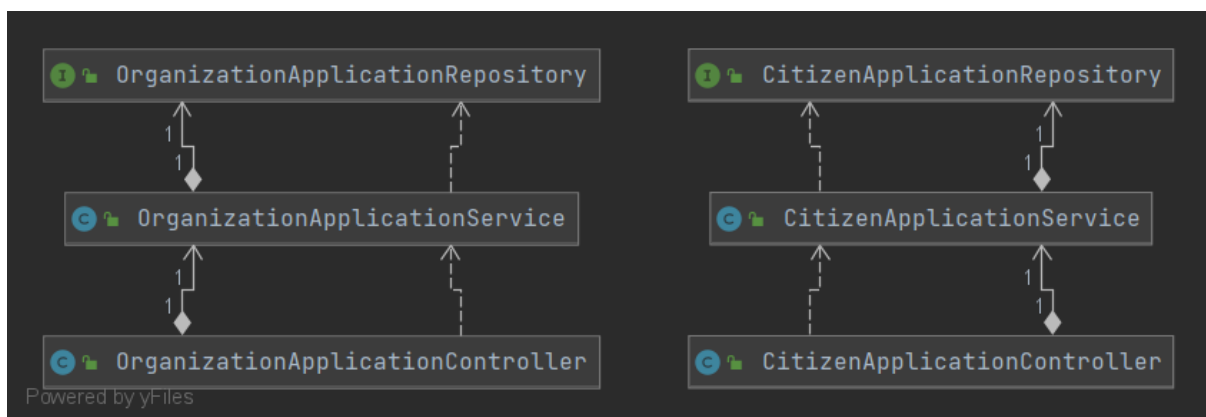 I OrganizationApplicationRepository
I CitizenApplicationRepository
1
1
1
1
C OrganizationApplicationService
C CitizenApplicationService
1
1
1
1
C OrganizationApplicationController
C CitizenApplicationController
Powered by yFiles